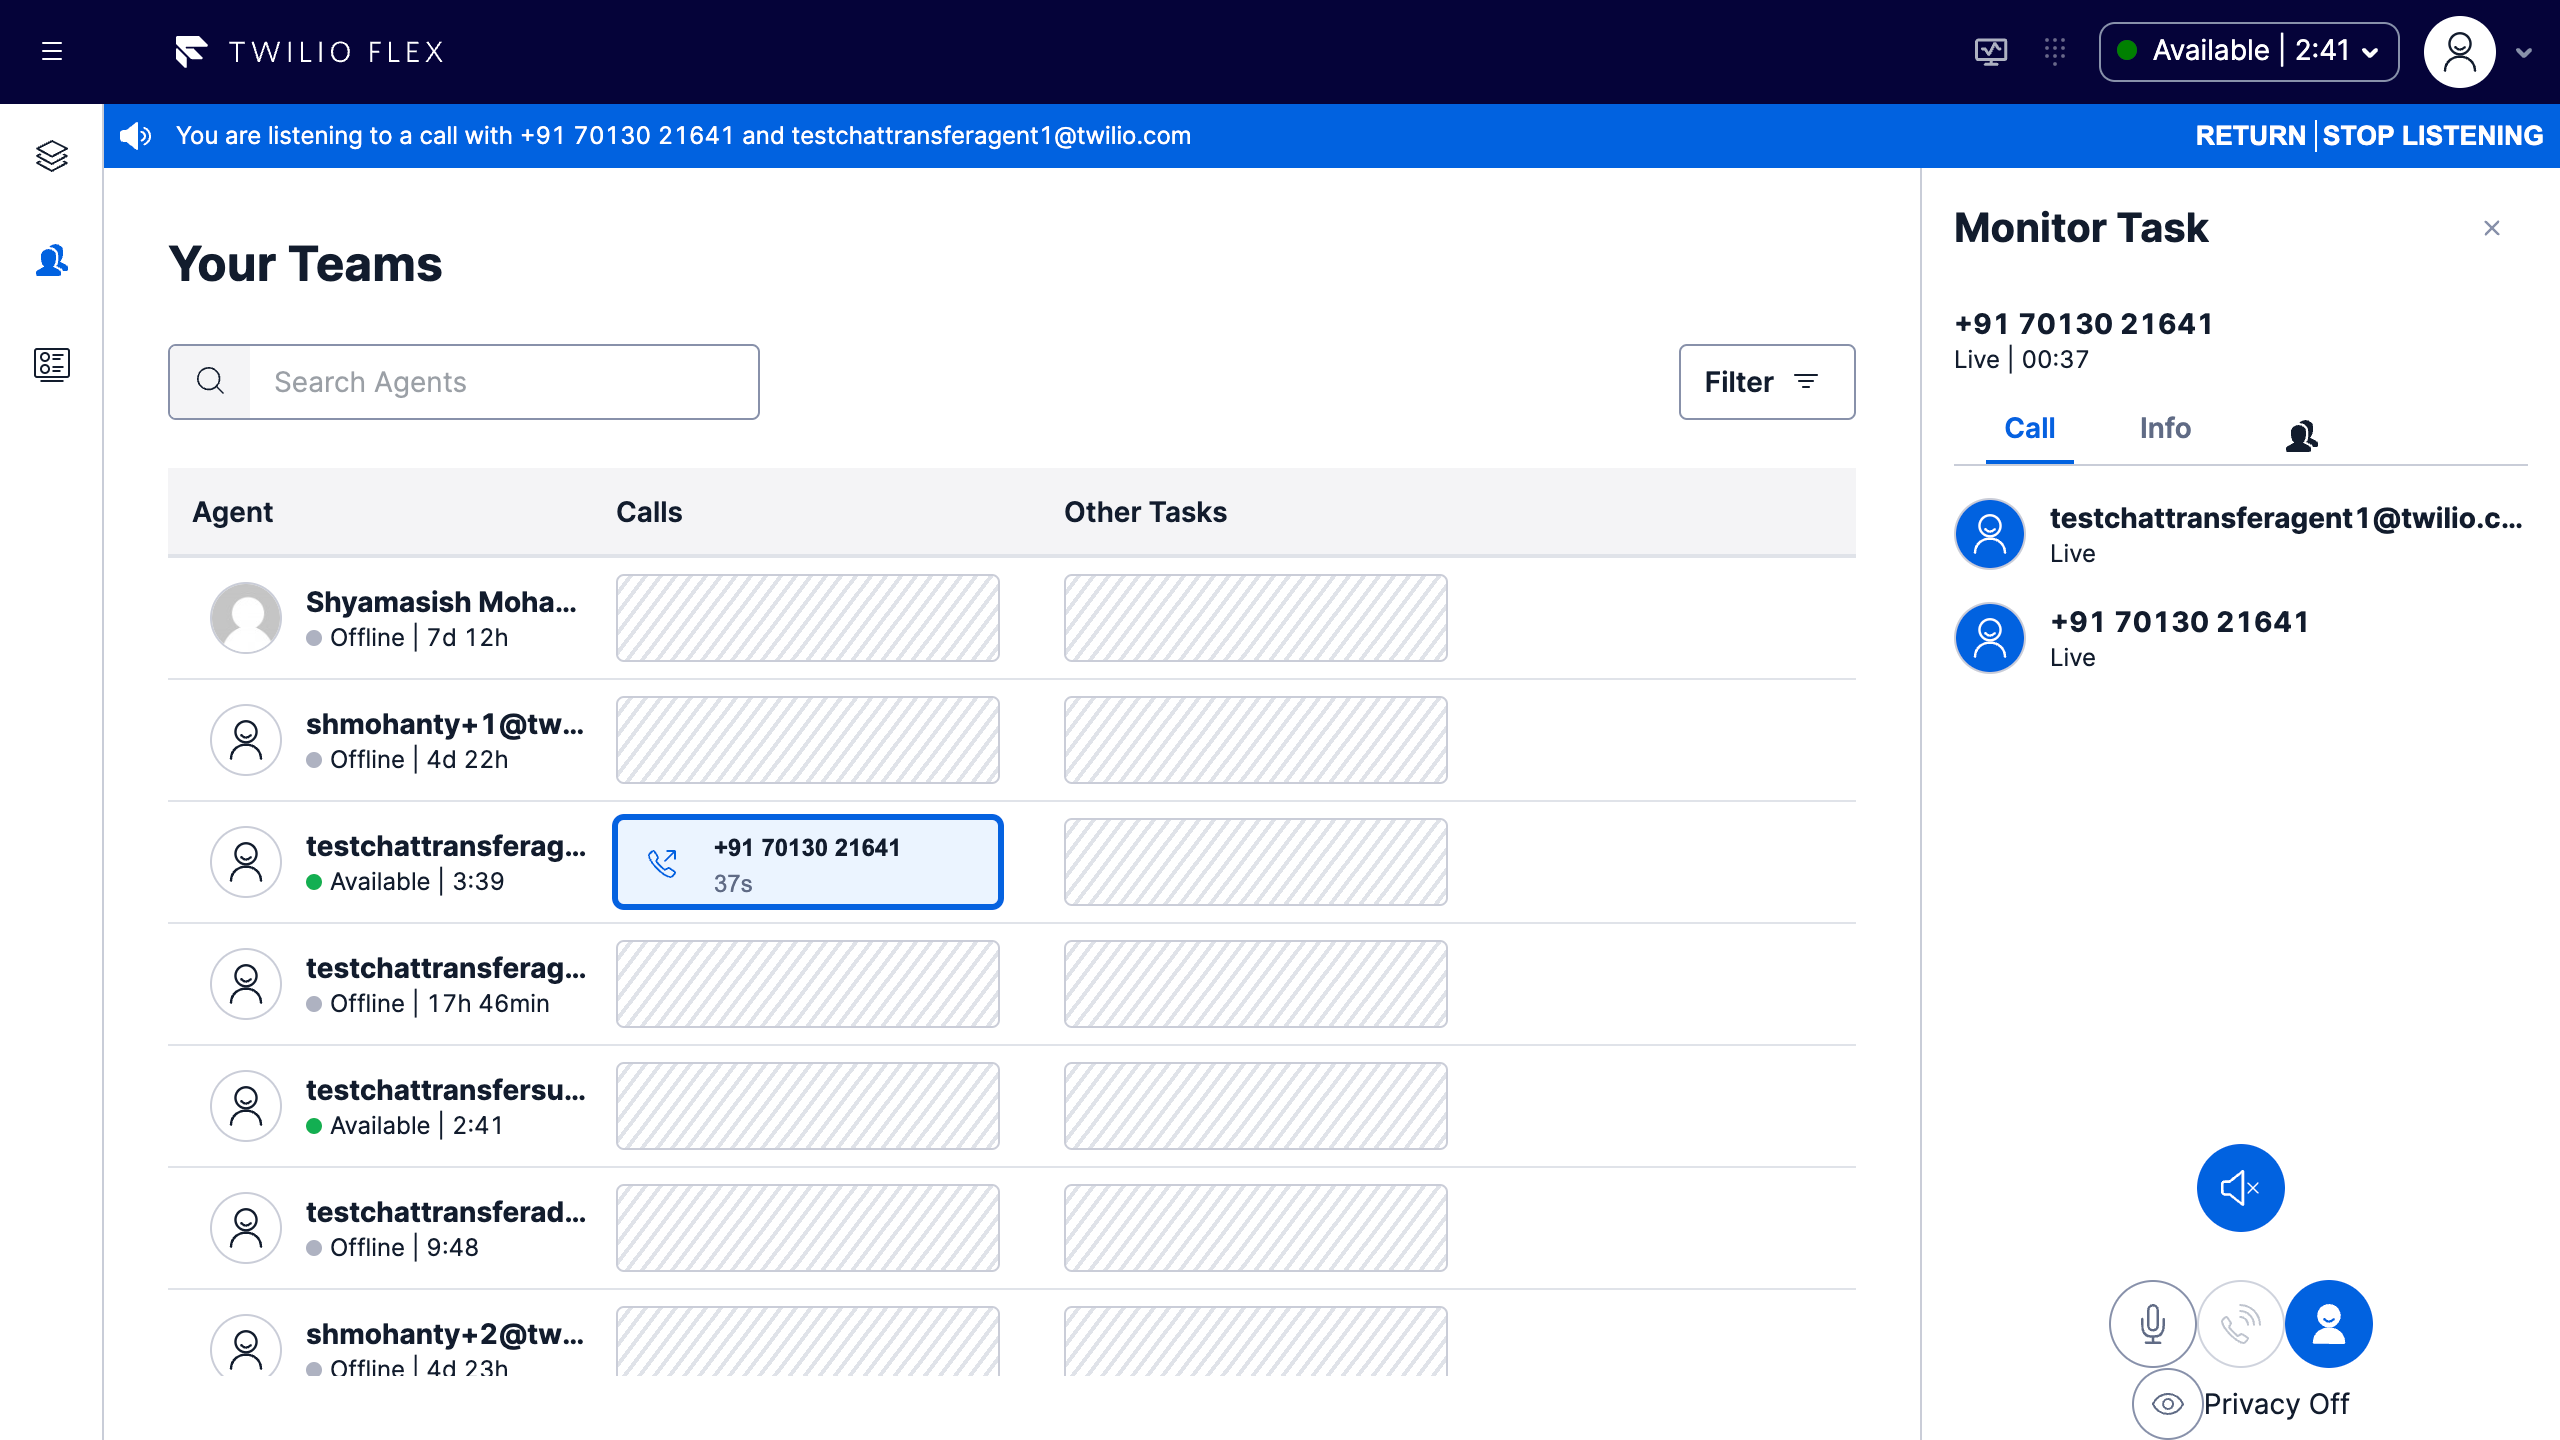 TWILIO FLEX
Available | 2:41
You are listening to a call with +91 70130 21641 and testchattransferagent1@twilio.com
RETURN | STOP LISTENING
Your Teams
Search Agents
Filter
Agent Calls Other Tasks
Shyamasish Moha...
Offline | 7d 12h
shmohanty+1@tw...
Offline | 4d 22h
testchattransferag...
Available | 3:39
+91 70130 21641
37s
testchattransferag...
Offline | 17h 46min
testchattransfersu...
Available | 2:41
testchattransferad...
Offline | 9:48
shmohanty+2@tw...
Offline | 4d 23h
Monitor Task
+91 70130 21641
Live | 00:37
Call Info
testchattransferagent1@twilio.c...
Live
+91 70130 21641
Live
Privacy Off